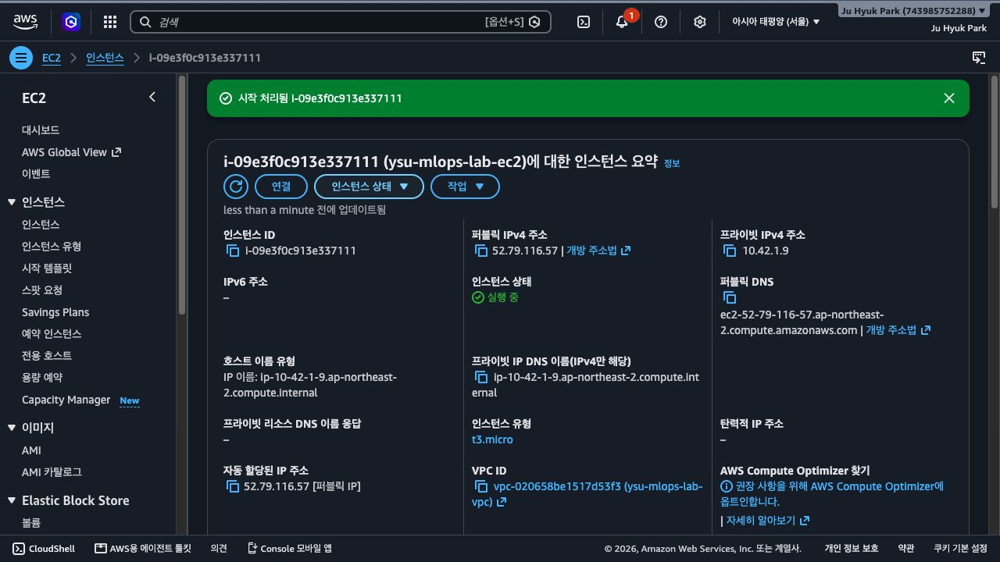 aws
검색
[옵션+S]
1
아시아 태평양 (서울)
Ju Hyuk Park (743985752288)
Ju Hyuk Park
EC2
인스턴스
i-09e3f0c913e337111
EC2
대시보드
AWS Global View
이벤트
인스턴스
인스턴스
인스턴스 유형
시작 템플릿
스팟 요청
Savings Plans
예약 인스턴스
전용 호스트
용량 예약
Capacity Manager New
이미지
AMI
AMI 카탈로그
Elastic Block Store
볼륨
시작 처리됨 i-09e3f0c913e337111
i-09e3f0c913e337111 (ysu-mlops-lab-ec2)에 대한 인스턴스 요약 정보
연결
인스턴스 상태
작업
less than a minute 전에 업데이트됨
인스턴스 ID
i-09e3f0c913e337111
퍼블릭 IPv4 주소
52.79.116.57 | 개방 주소법
프라이빗 IPv4 주소
10.42.1.9
IPv6 주소
–
인스턴스 상태
실행 중
퍼블릭 DNS
ec2-52-79-116-57.ap-northeast-
2.compute.amazonaws.com | 개방 주소법
호스트 이름 유형
IP 이름: ip-10-42-1-9.ap-northeast-
2.compute.internal
프라이빗 IP DNS 이름(IPv4만 해당)
ip-10-42-1-9.ap-northeast-2.compute.int
ernal
프라이빗 리소스 DNS 이름 응답
–
인스턴스 유형
t3.micro
탄력적 IP 주소
–
자동 할당된 IP 주소
52.79.116.57 [퍼블릭 IP]
VPC ID
vpc-020658be1517d53f3 (ysu-mlops-lab-
vpc)
AWS Compute Optimizer 찾기
권장 사항을 위해 AWS Compute Optimizer에
옵트인합니다.
| 자세히 알아보기
CloudShell
AWS용 에이전트 툴킷
의견
Console 모바일 앱
© 2026, Amazon Web Services, Inc. 또는 계열사.
개인 정보 보호
약관
쿠키 기본 설정